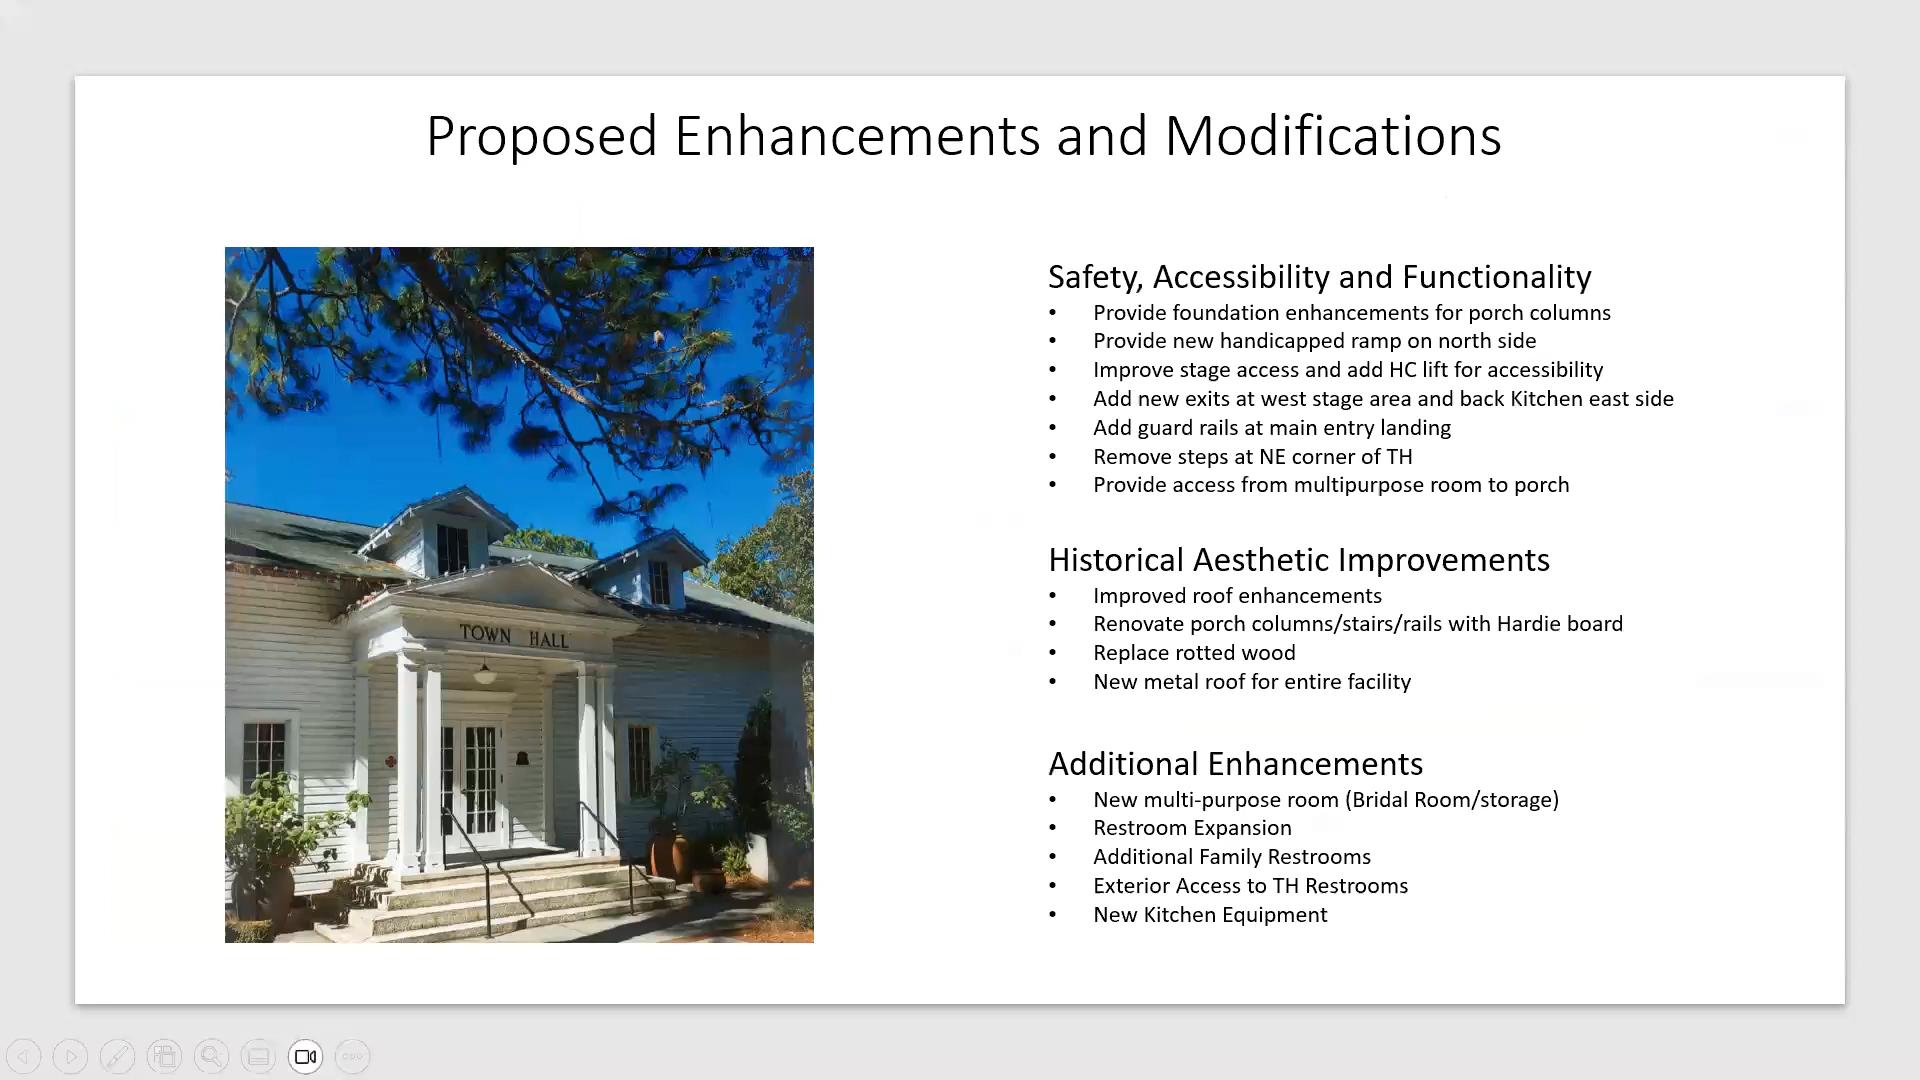 Proposed Enhancements and Modifications
TOWN HALL
Safety, Accessibility and Functionality
• Provide foundation enhancements for porch columns
• Provide new handicapped ramp on north side
• Improve stage access and add HC lift for accessibility
• Add new exits at west stage area and back Kitchen east side
• Add guard rails at main entry landing
• Remove steps at NE corner of TH
• Provide access from multipurpose room to porch
Historical Aesthetic Improvements
• Improved roof enhancements
• Renovate porch columns/stairs/rails with Hardie board
• Replace rotted wood
• New metal roof for entire facility
Additional Enhancements
• New multi-purpose room (Bridal Room/storage)
• Restroom Expansion
• Additional Family Restrooms
• Exterior Access to TH Restrooms
• New Kitchen Equipment